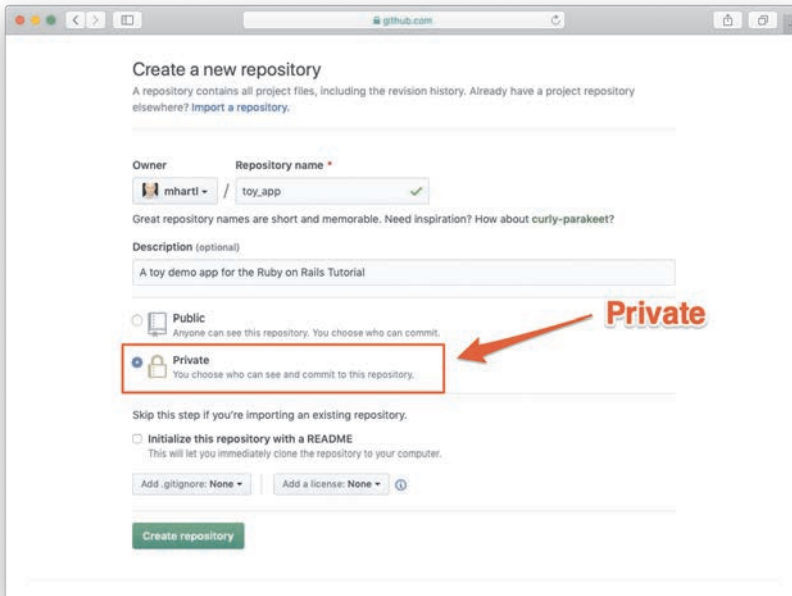 github.com
Create a new repository
A repository contains all project files, including the revision history. Already have a project repository
elsewhere? Import a repository.
Owner Repository name *
mhartl / toy_app
Great repository names are short and memorable. Need inspiration? How about curly-parakeet?
Description (optional)
A toy demo app for the Ruby on Rails Tutorial
Public
Anyone can see this repository. You choose who can commit.
Private
Private
You choose who can see and commit to this repository.
Skip this step if you're importing an existing repository.
Initialize this repository with a README
This will let you immediately clone the repository to your computer.
Add .gitignore: None Add a license: None
Create repository